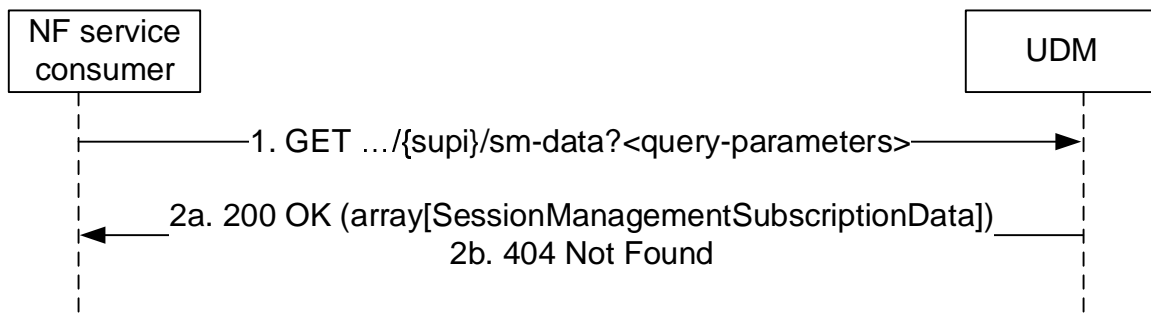 NF service
consumer
UDM
1. GET …/{supi}/sm-data?<query-parameters>
2a. 200 OK (array[SessionManagementSubscriptionData])
2b. 404 Not Found